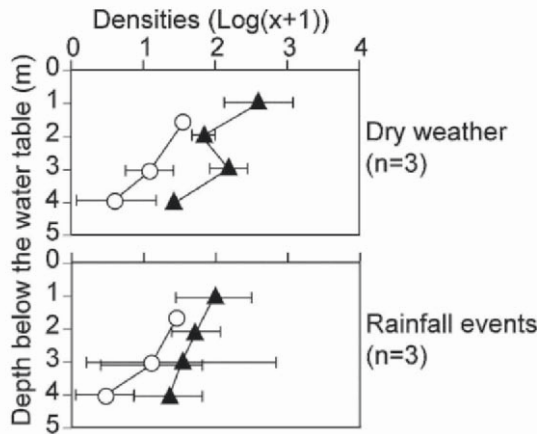 Densities (Log(x+1))
0 1 2 3 4
Depth below the water table (m)
0
1
2
3
4
5
Dry weather
(n=3)
0
1
2
3
4
5
Rainfall events
(n=3)